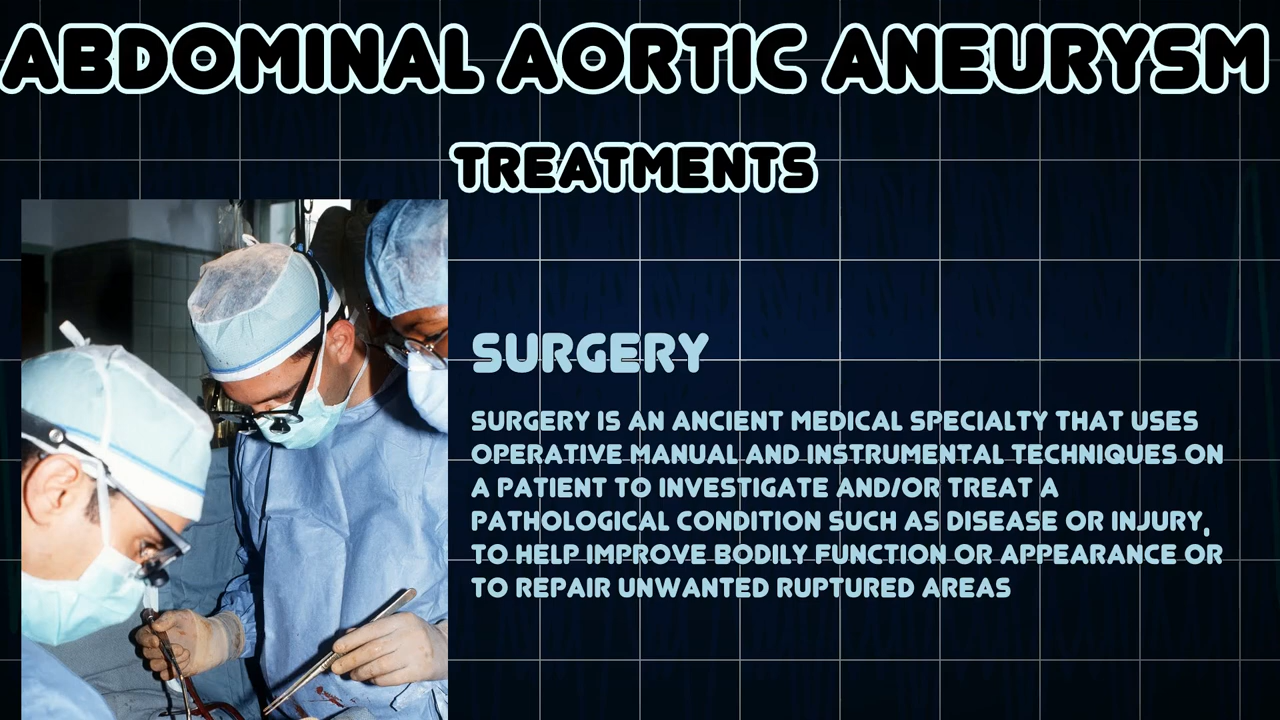 ABDOMINAL AORTIC ANEURYSM
TREATMENTS
SURGERY
SURGERY IS AN ANCIENT MEDICAL SPECIALTY THAT USES
OPERATIVE MANUAL AND INSTRUMENTAL TECHNIQUES ON
A PATIENT TO INVESTIGATE AND/OR TREAT A
PATHOLOGICAL CONDITION SUCH AS DISEASE OR INJURY,
TO HELP IMPROVE BODILY FUNCTION OR APPEARANCE OR
TO REPAIR UNWANTED RUPTURED AREAS